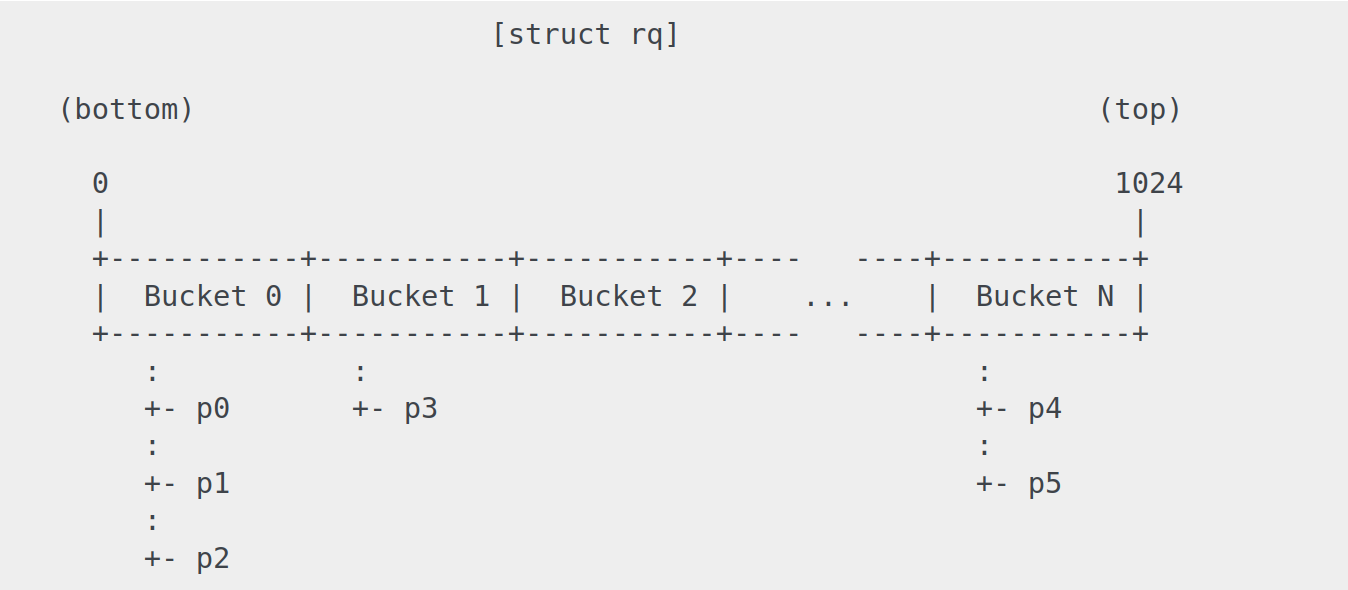 [struct rq]
(bottom)                                                    (top)
  0                                                          1024
  |                                                           |
  +-----------+-----------+-----------+----   ----+-----------+
  |  Bucket 0 |  Bucket 1 |  Bucket 2 |    ...    |  Bucket N |
  +-----------+-----------+-----------+----   ----+-----------+
     :           :                                   :
     +- p0       +- p3                               +- p4
     :                                               :
     +- p1                                           +- p5
     :
     +- p2